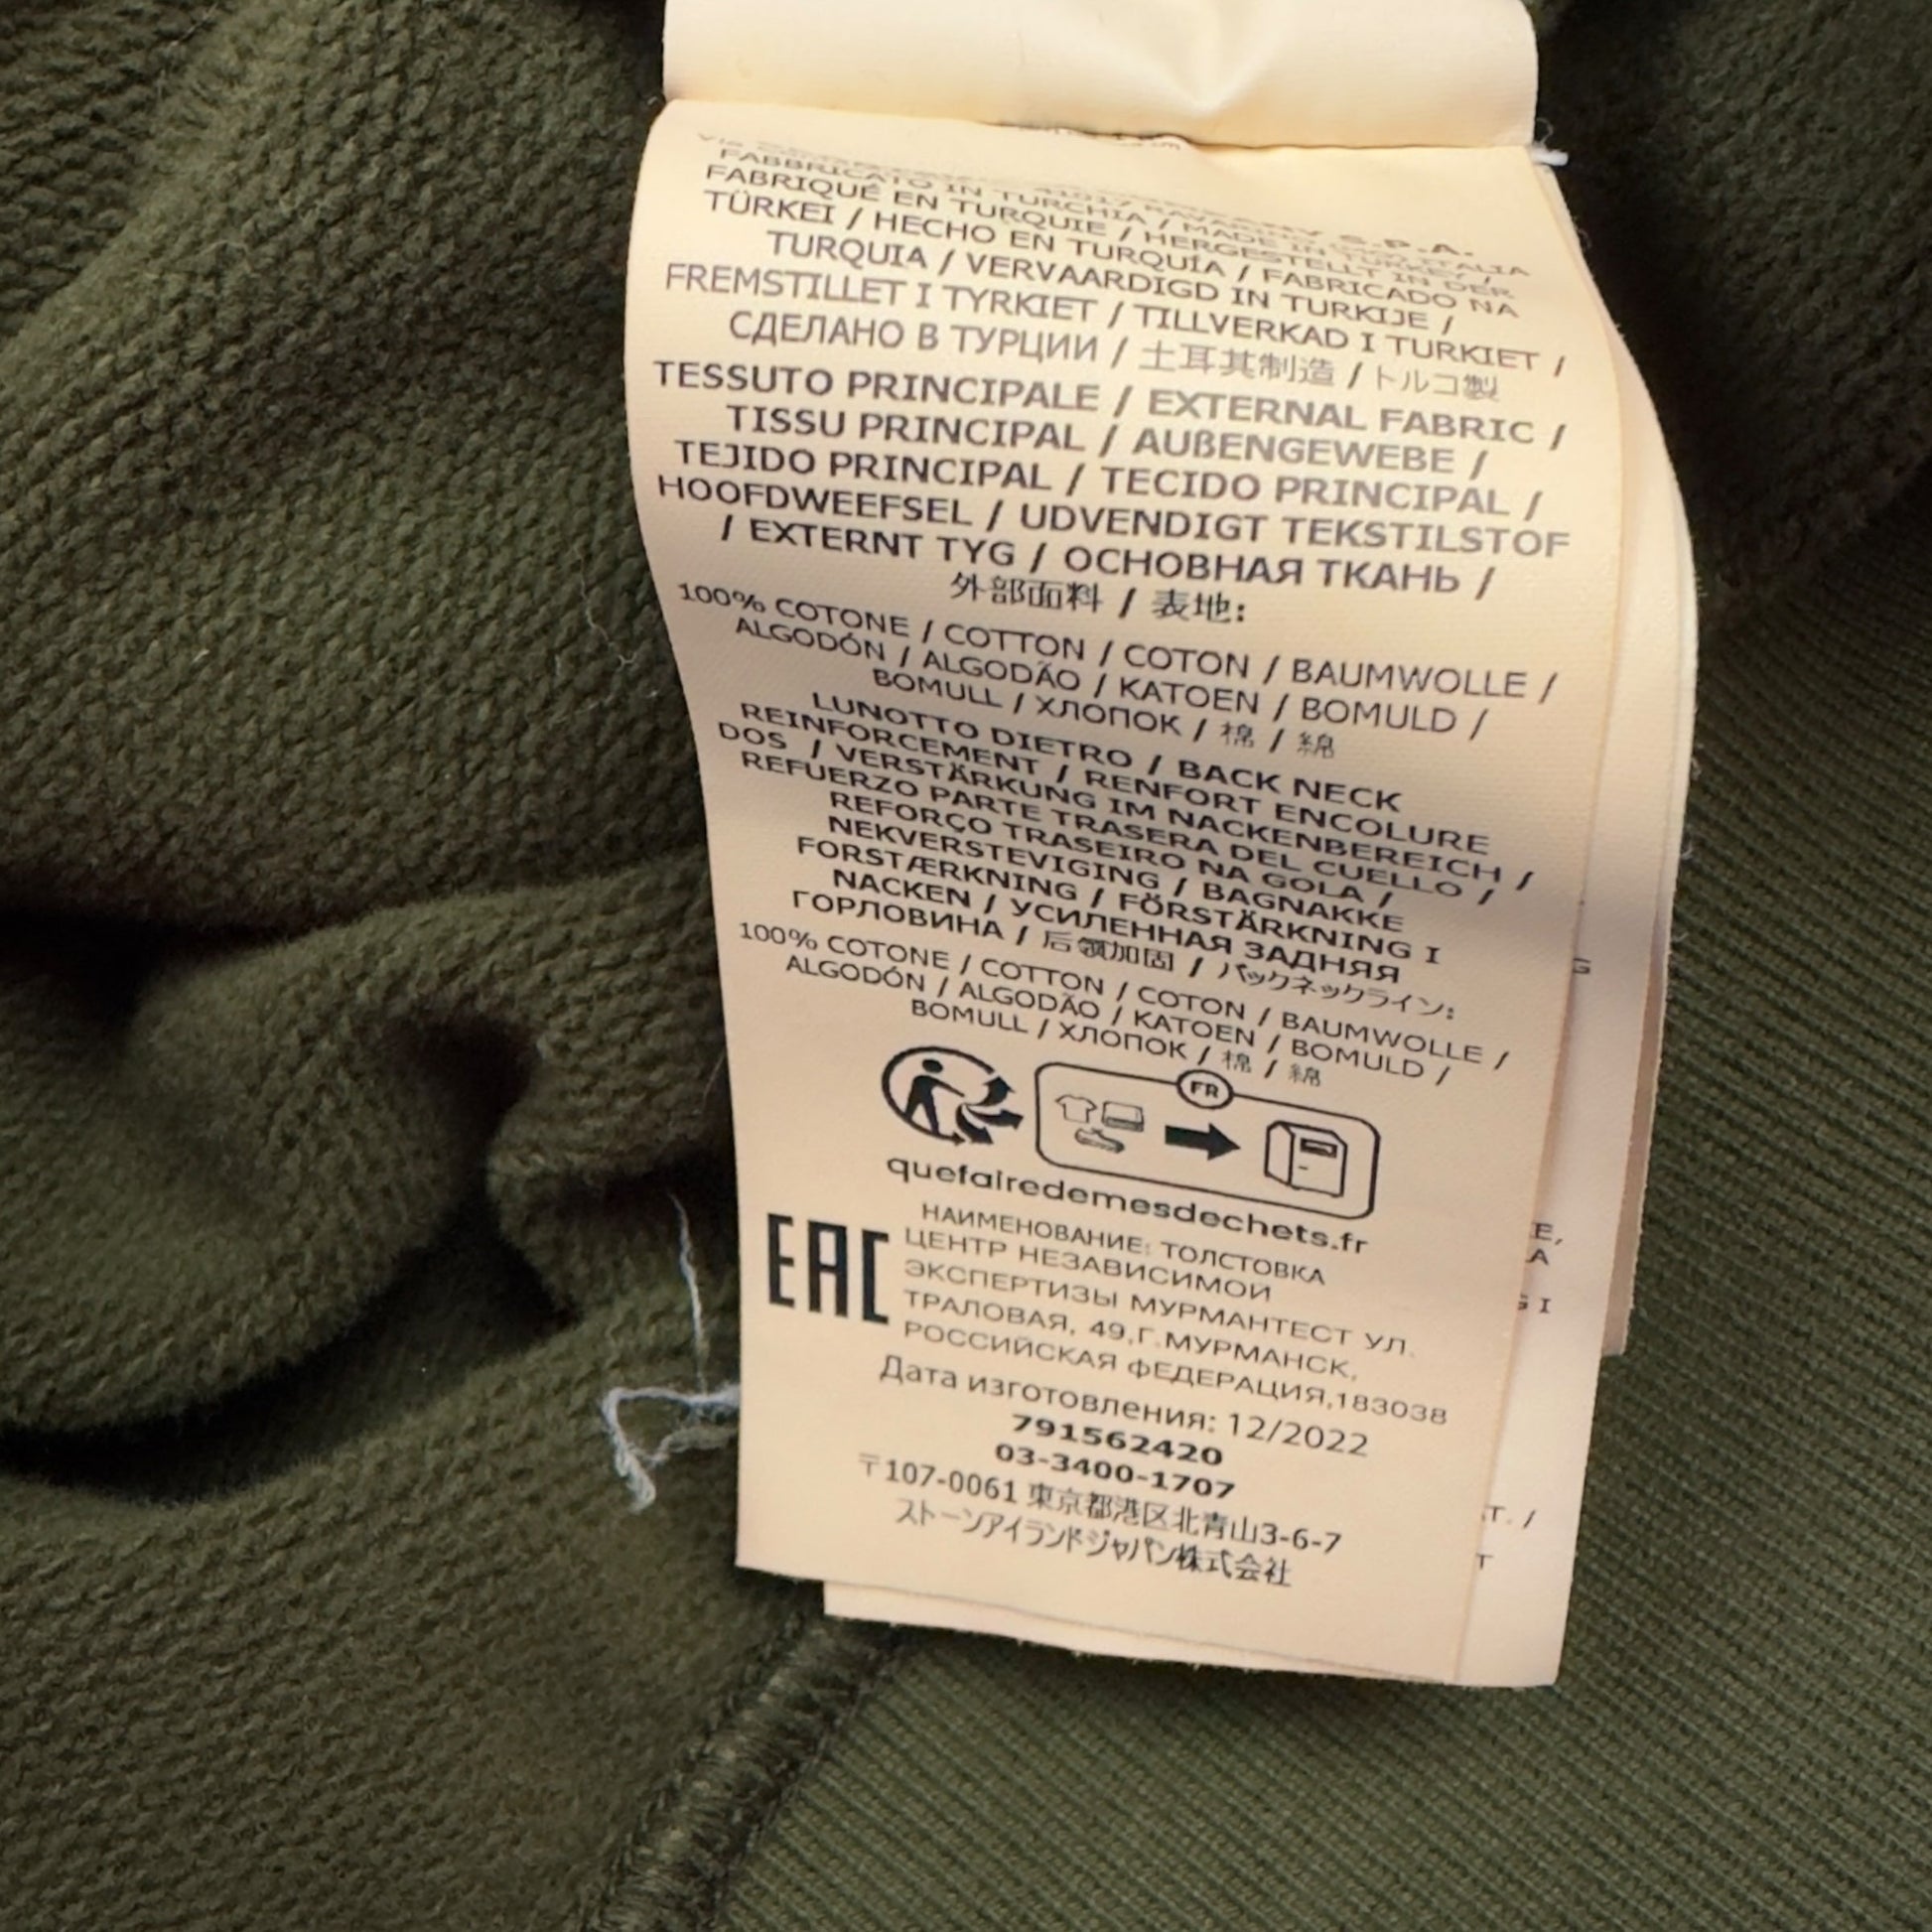 S.P.A.
FABBRICATO IN TURCHIA / MADE IN TURKEY /
FABRIQUÉ EN TURQUIE / HERGESTELLT IN DER
TÜRKEI / HECHO EN TURQUÍA / FABRICADO NA
TURQUIA / VERVAARDIGD IN TURKIJE /
FREMSTILLET I TYRKIET / TILLVERKAD I TURKIET /
СДЕЛАНО В ТУРЦИИ / 土耳其制造 / トルコ製
TESSUTO PRINCIPALE / EXTERNAL FABRIC /
TISSU PRINCIPAL / AUßENGEWEBE /
TEJIDO PRINCIPAL / TECIDO PRINCIPAL /
HOOFDWEEFSEL / UDVENDIGT TEKSTILSTOF
/ EXTERNT TYG / ОСНОВНАЯ ТКАНЬ /
外部面料 / 表地:
100% COTONE / COTTON / COTON / BAUMWOLLE /
ALGODÓN / ALGODÃO / KATOEN / BOMULD /
BOMULL / ХЛОПОК / 棉 / 綿
LUNOTTO DIETRO / BACK NECK
REINFORCEMENT / RENFORT ENCOLURE
DOS / VERSTÄRKUNG IM NACKENBEREICH /
REFUERZO PARTE TRASERA DEL CUELLO /
REFORÇO TRASEIRO NA GOLA /
NEKVERSTEVIGING / BAGNAKKE
FORSTÆRKNING / FÖRSTÄRKNING I
NACKEN / УСИЛЕННАЯ ЗАДНЯЯ
ГОРЛОВИНА / 后领加固 / バックネックライン:
100% COTONE / COTTON / COTON / BAUMWOLLE /
ALGODÓN / ALGODÃO / KATOEN / BOMULD /
BOMULL / ХЛОПОК / 棉 / 綿
FR
quefairedemesdechets.fr
EAC
НАИМЕНОВАНИЕ: ТОЛСТОВКА
ЦЕНТР НЕЗАВИСИМОЙ
ЭКСПЕРТИЗЫ МУРМАНТЕСТ УЛ.
ТРАЛОВАЯ, 49,Г.МУРМАНСК,
РОССИЙСКАЯ ФЕДЕРАЦИЯ,183038
Дата изготовления: 12/2022
791562420
03-3400-1707
〒107-0061 東京都港区北青山3-6-7
ストーンアイランドジャパン株式会社